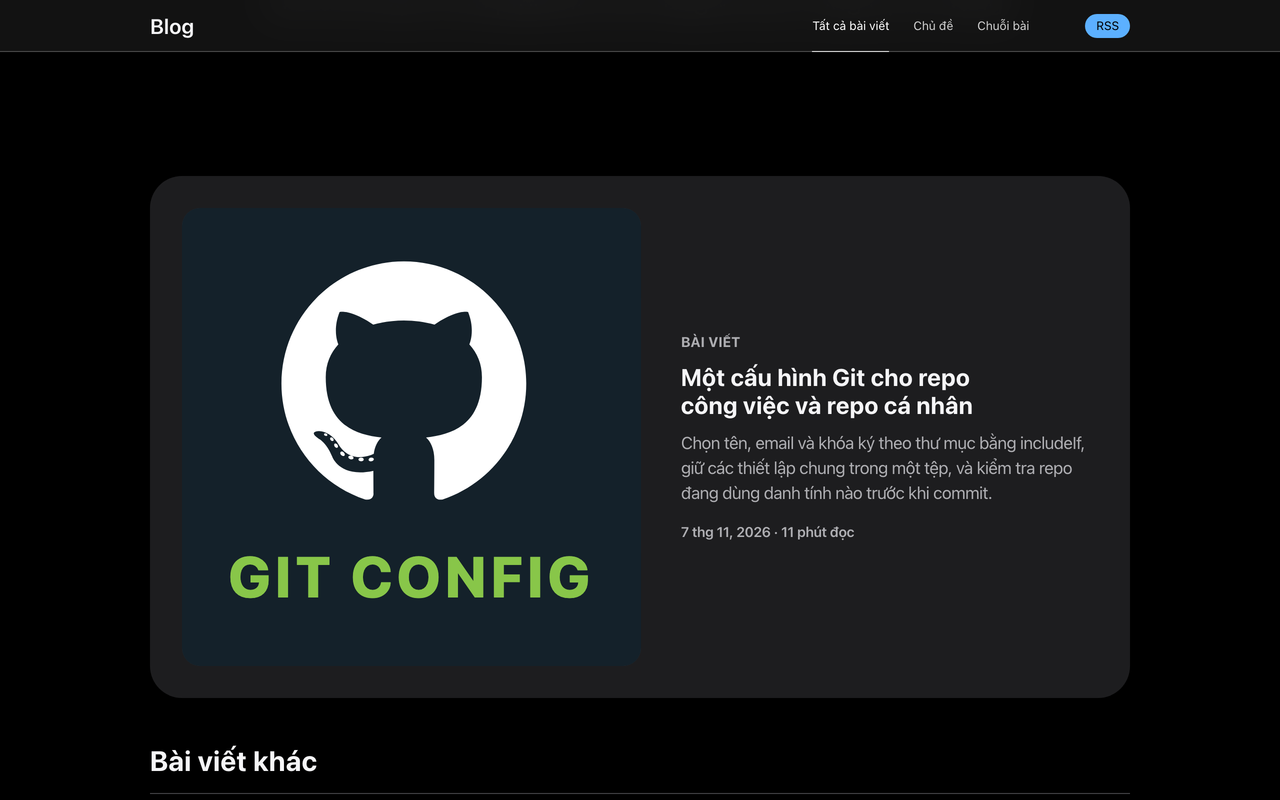 Blog
Tất cả bài viết
Chủ đề
Chuỗi bài
RSS
GIT CONFIG
BÀI VIẾT
Một cấu hình Git cho repo
công việc và repo cá nhân
Chọn tên, email và khóa ký theo thư mục bằng includeIf,
giữ các thiết lập chung trong một tệp, và kiểm tra repo
đang dùng danh tính nào trước khi commit.
7 thg 11, 2026 · 11 phút đọc
Bài viết khác